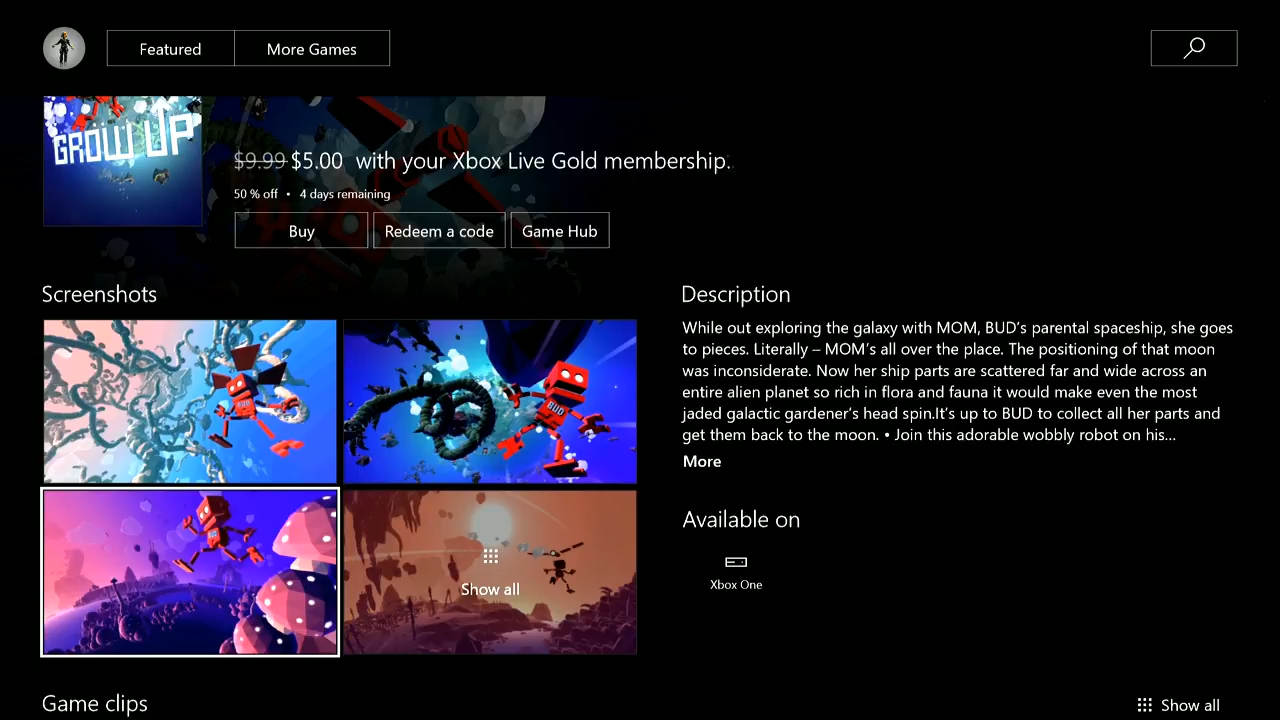 Featured
More Games
GROW UP
$9.99 $5.00 with your Xbox Live Gold membership.
50 % off • 4 days remaining
Buy
Redeem a code
Game Hub
Screenshots
BUD
BUD
Show all
Description
While out exploring the galaxy with MOM, BUD's parental spaceship, she goes
to pieces. Literally – MOM's all over the place. The positioning of that moon
was inconsiderate. Now her ship parts are scattered far and wide across an
entire alien planet so rich in flora and fauna it would make even the most
jaded galactic gardener's head spin.It's up to BUD to collect all her parts and
get them back to the moon. • Join this adorable wobbly robot on his...
More
Available on
Xbox One
Game clips
Show all